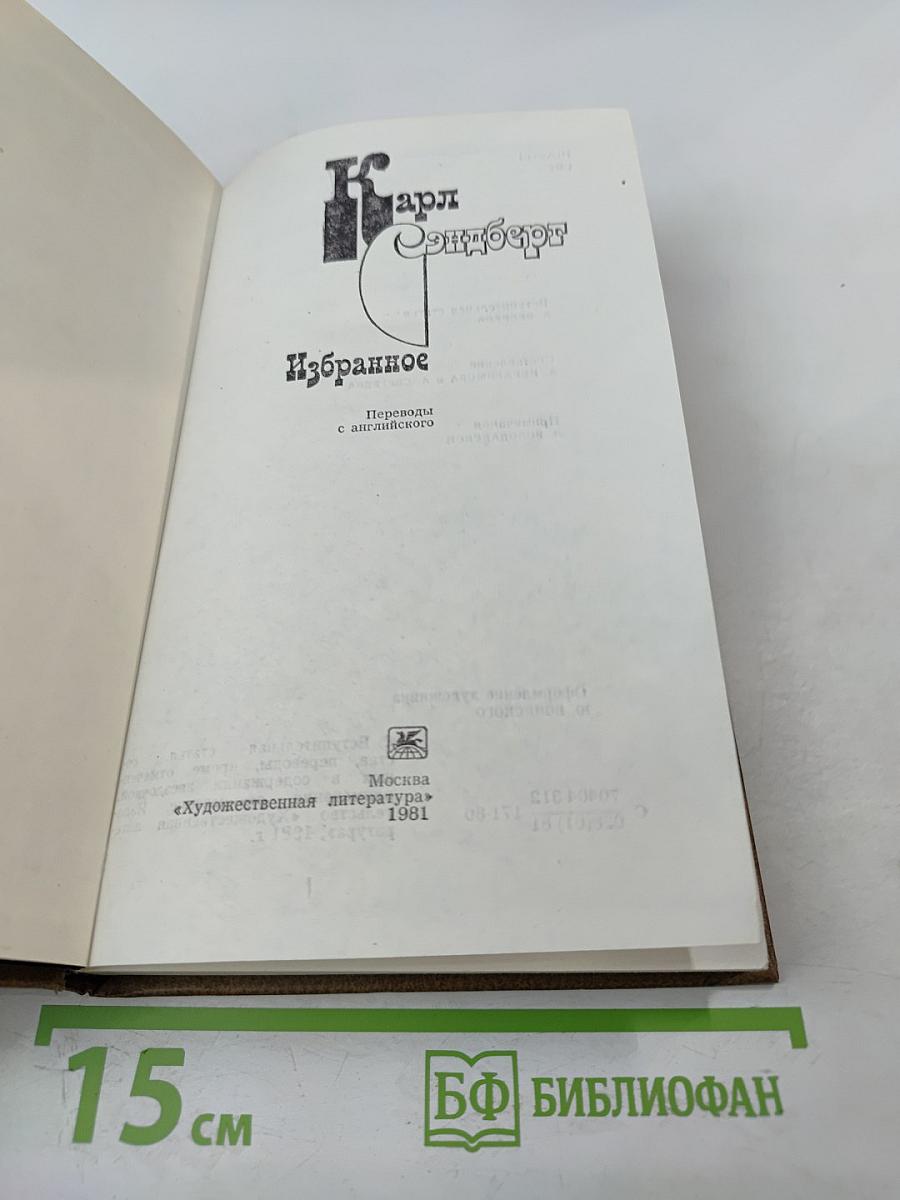 Карл
Сэндберг
Избранное
Переводы
с английского
Москва
«Художественная литература»
1981
15 см
БФ БИБЛИОФАН